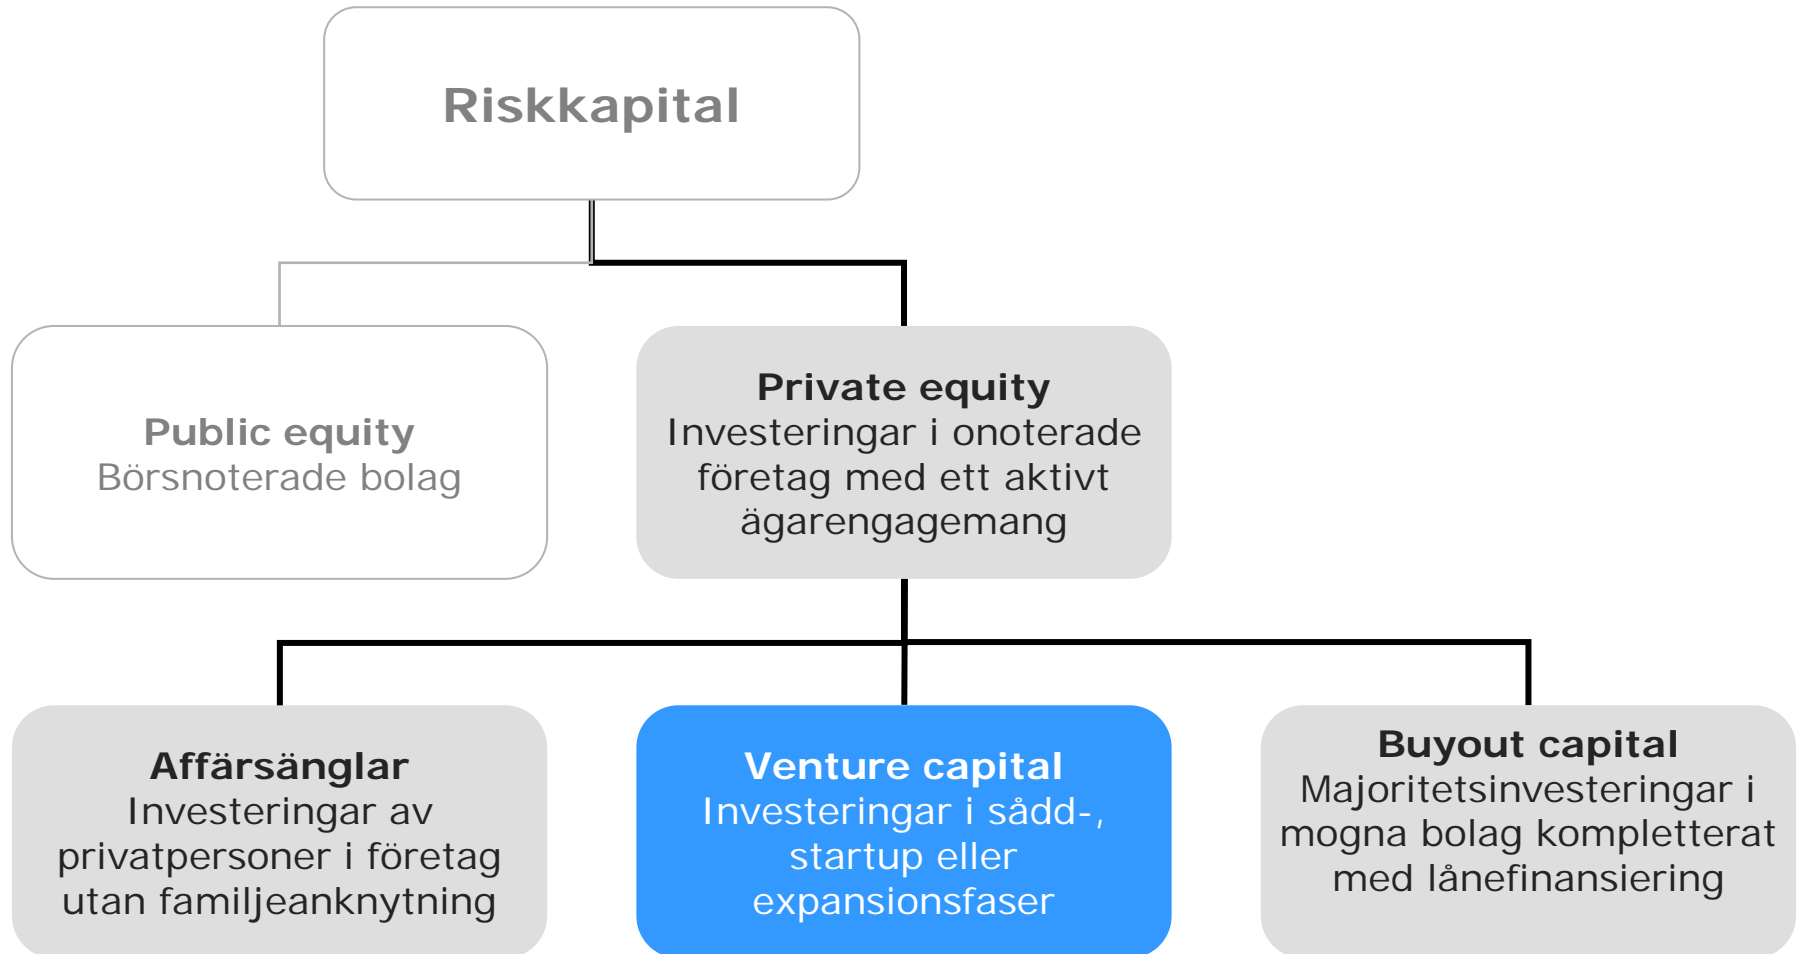 Riskkapital
Public equity
Börsnoterade bolag
Private equity
Investeringar i onoterade
företag med ett aktivt
ägarengagemang
Affärsänglar
Investeringar av
privatpersoner i företag
utan familjeanknytning
Venture capital
Investeringar i sådd-,
startup eller
expansionsfaser
Buyout capital
Majoritetsinvesteringar i
mogna bolag kompletterat
med lånefinansiering